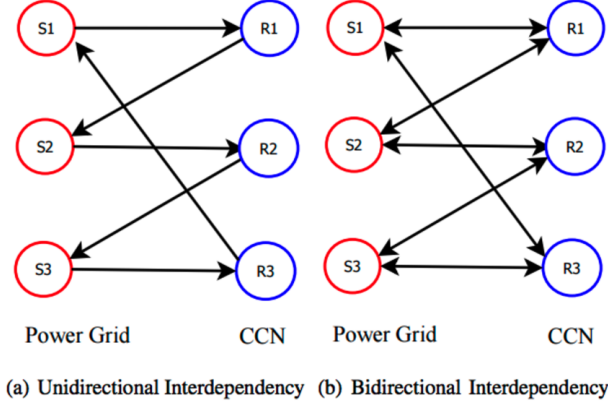 S1 R1 S1 R1
S2 R2 S2 R2
S3 R3 S3 R3
Power Grid CCN Power Grid CCN
(a) Unidirectional Interdependency (b) Bidirectional Interdependency